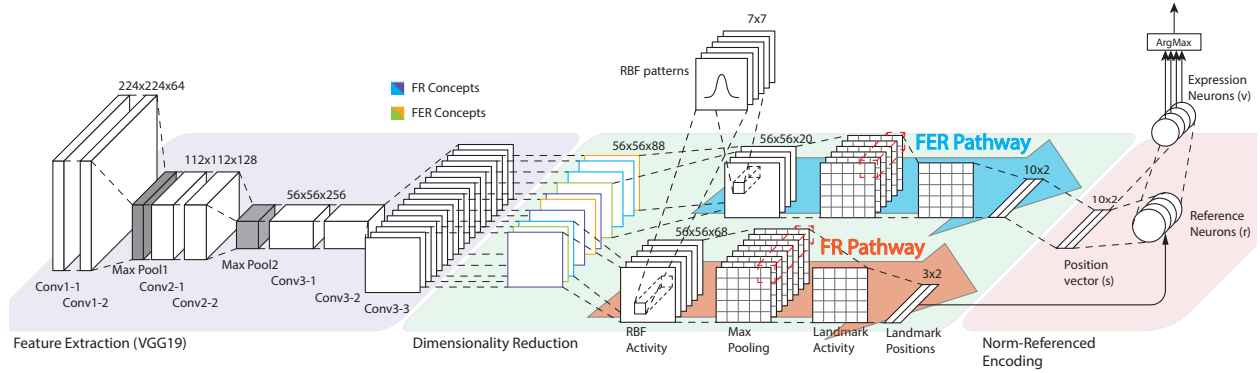 7x7
ArgMax
RBF patterns
Expression
Neurons (v)
224x224x64
FR Concepts
FER Concepts
56x56x88
56x56x20
FER Pathway
112x112x128
56x56x256
10x2
10x2
Reference
Neurons (r)
56x56x68
FR Pathway
Max Pool1
Max Pool2
Position
vector (s)
3x2
Conv1-1
Conv2-1
Conv3-1
Conv1-2
Conv2-2
Conv3-2
Conv3-3
RBF
Activity
Max
Pooling
Landmark
Activity
Landmark
Positions
Feature Extraction (VGG19)
Dimensionality Reduction
Norm-Referenced
Encoding